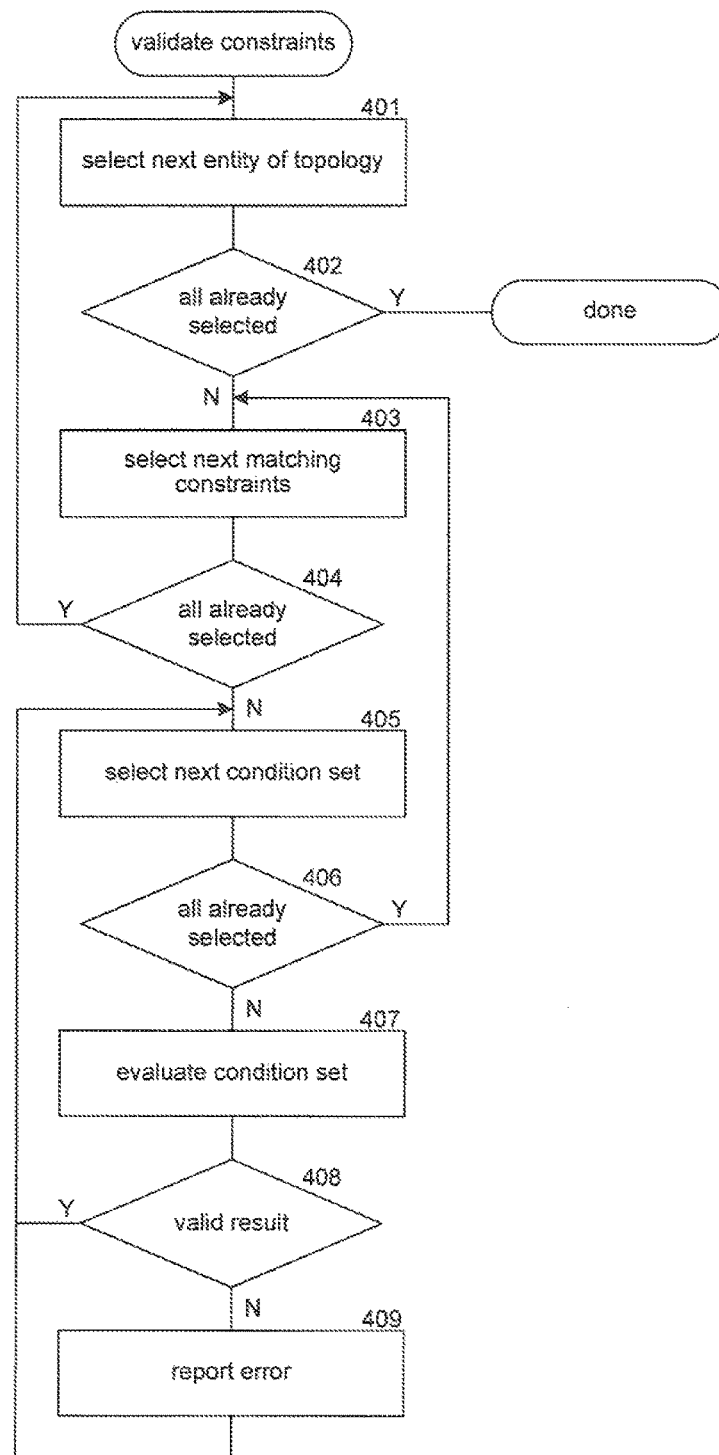 validate constraints
401
select next entity of topology
402
all already
selected
Y
done
N
403
select next matching
constraints
404
Y
all already
selected
N
405
select next condition set
406
all already
selected
Y
N
407
evaluate condition set
408
Y
valid result
N
409
report error